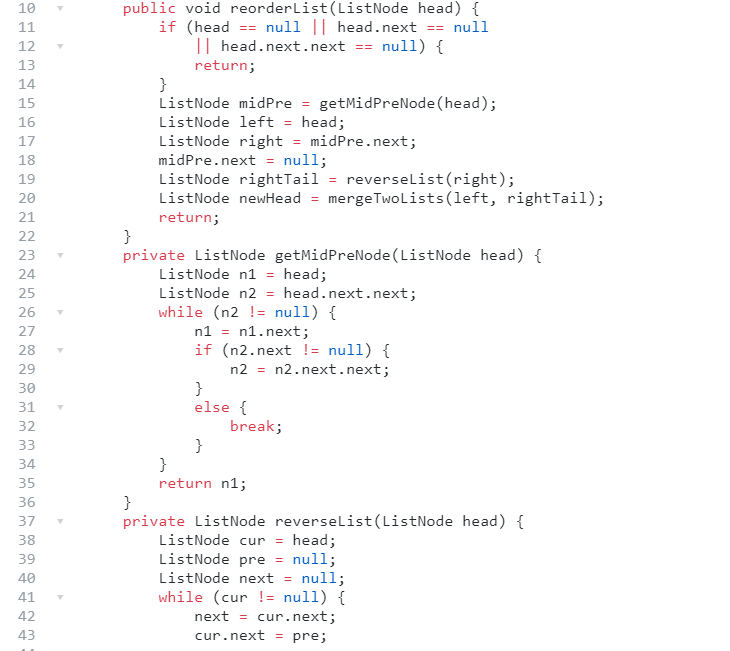 10 public void reorderList(ListNode head) {
11 if (head == null || head.next == null
12 || head.next.next == null) {
13 return;
14 }
15 ListNode midPre = getMidPreNode(head);
16 ListNode left = head;
17 ListNode right = midPre.next;
18 midPre.next = null;
19 ListNode rightTail = reverseList(right);
20 ListNode newHead = mergeTwoLists(left, rightTail);
21 return;
22 }
23 private ListNode getMidPreNode(ListNode head) {
24 ListNode n1 = head;
25 ListNode n2 = head.next.next;
26 while (n2 != null) {
27 n1 = n1.next;
28 if (n2.next != null) {
29 n2 = n2.next.next;
30 }
31 else {
32 break;
33 }
34 }
35 return n1;
36 }
37 private ListNode reverseList(ListNode head) {
38 ListNode cur = head;
39 ListNode pre = null;
40 ListNode next = null;
41 while (cur != null) {
42 next = cur.next;
43 cur.next = pre;